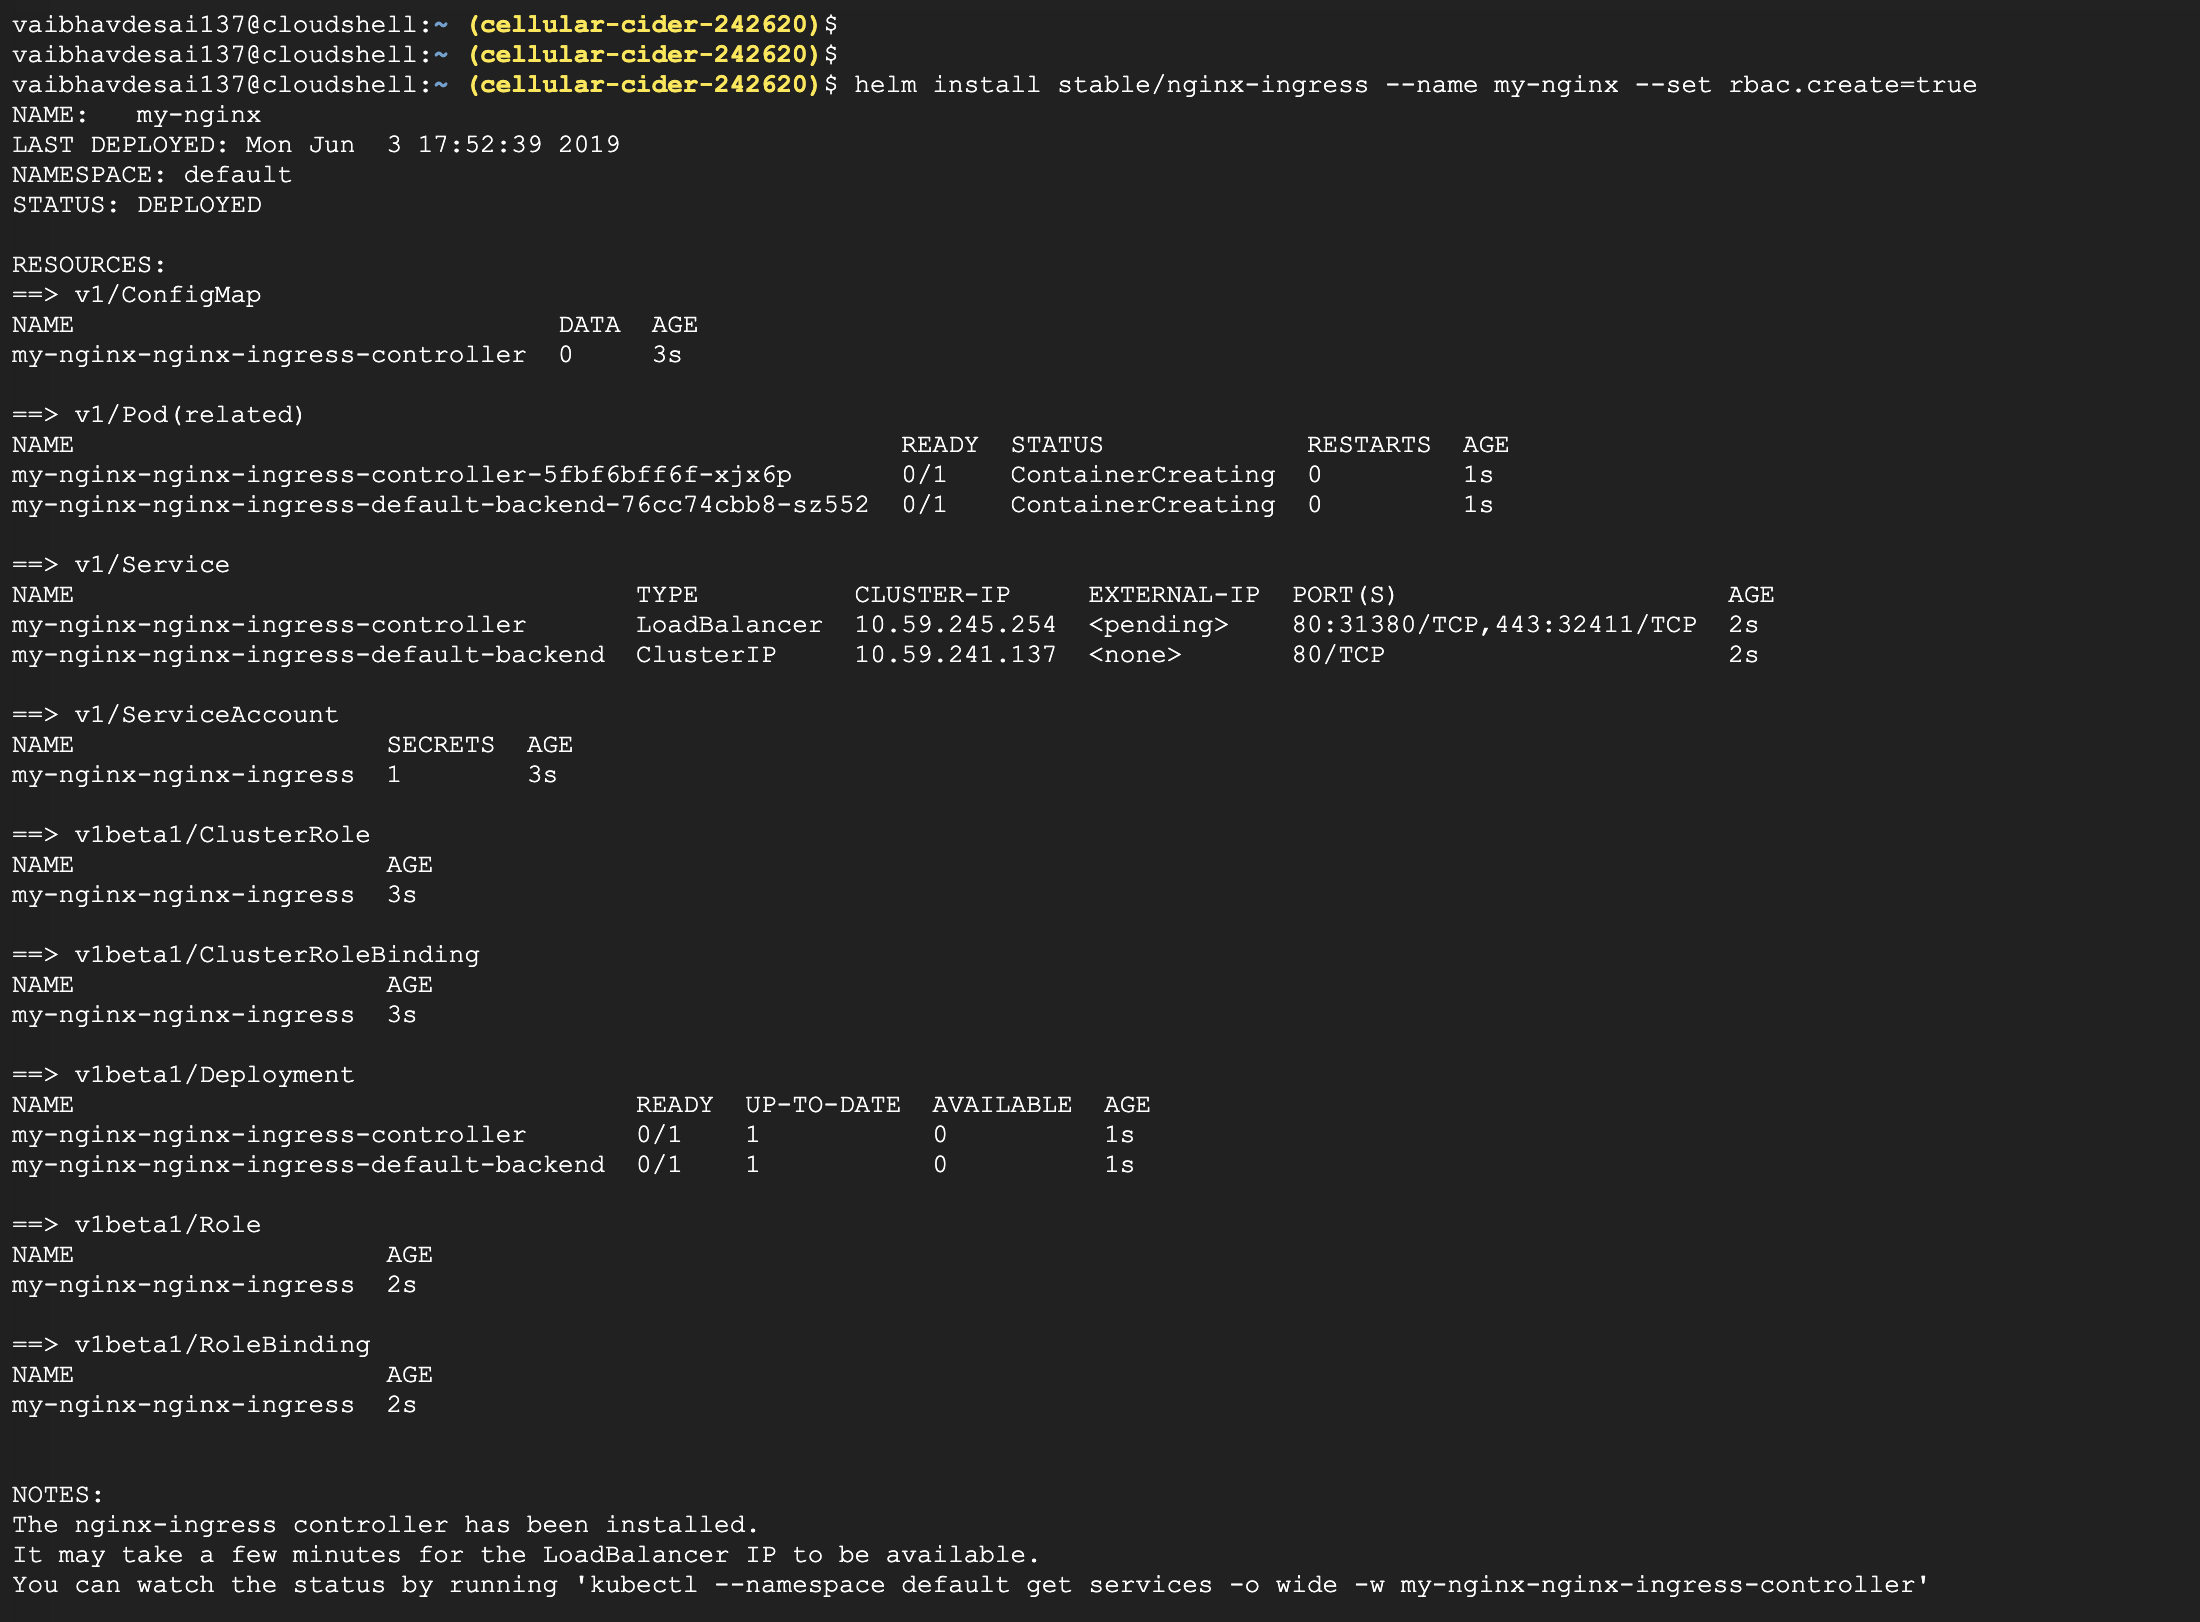 vaibhavdesai137@cloudshell:~ (cellular-cider-242620)$
vaibhavdesai137@cloudshell:~ (cellular-cider-242620)$
vaibhavdesai137@cloudshell:~ (cellular-cider-242620)$ helm install stable/nginx-ingress --name my-nginx --set rbac.create=true
NAME:   my-nginx
LAST DEPLOYED: Mon Jun  3 17:52:39 2019
NAMESPACE: default
STATUS: DEPLOYED
RESOURCES:
==> v1/ConfigMap
NAME                               DATA  AGE
my-nginx-nginx-ingress-controller  0     3s
==> v1/Pod(related)
NAME                                                     READY  STATUS             RESTARTS  AGE
my-nginx-nginx-ingress-controller-5fbf6bff6f-xjx6p       0/1    ContainerCreating  0         1s
my-nginx-nginx-ingress-default-backend-76cc74cbb8-sz552  0/1    ContainerCreating  0         1s
==> v1/Service
NAME                                    TYPE          CLUSTER-IP     EXTERNAL-IP  PORT(S)                     AGE
my-nginx-nginx-ingress-controller       LoadBalancer  10.59.245.254  <pending>    80:31380/TCP,443:32411/TCP  2s
my-nginx-nginx-ingress-default-backend  ClusterIP     10.59.241.137  <none>       80/TCP                      2s
==> v1/ServiceAccount
NAME                    SECRETS  AGE
my-nginx-nginx-ingress  1        3s
==> v1beta1/ClusterRole
NAME                    AGE
my-nginx-nginx-ingress  3s
==> v1beta1/ClusterRoleBinding
NAME                    AGE
my-nginx-nginx-ingress  3s
==> v1beta1/Deployment
NAME                                    READY  UP-TO-DATE  AVAILABLE  AGE
my-nginx-nginx-ingress-controller       0/1    1           0          1s
my-nginx-nginx-ingress-default-backend  0/1    1           0          1s
==> v1beta1/Role
NAME                    AGE
my-nginx-nginx-ingress  2s
==> v1beta1/RoleBinding
NAME                    AGE
my-nginx-nginx-ingress  2s
NOTES:
The nginx-ingress controller has been installed.
It may take a few minutes for the LoadBalancer IP to be available.
You can watch the status by running 'kubectl --namespace default get services -o wide -w my-nginx-nginx-ingress-controller'